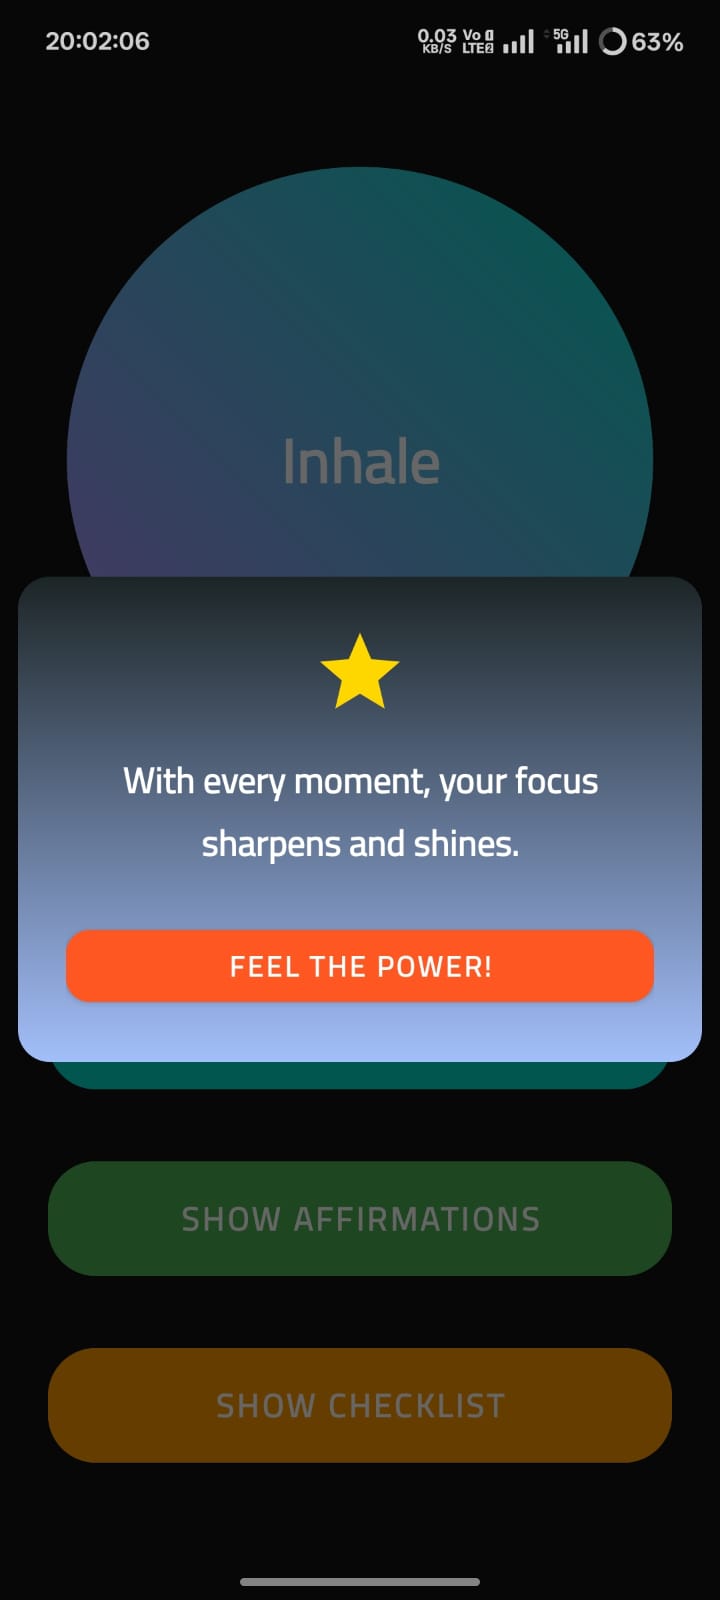 20:02:06
0.03 KB/S Vo LTE2 5G 63%
Inhale
With every moment, your focus
sharpens and shines.
FEEL THE POWER!
SHOW AFFIRMATIONS
SHOW CHECKLIST